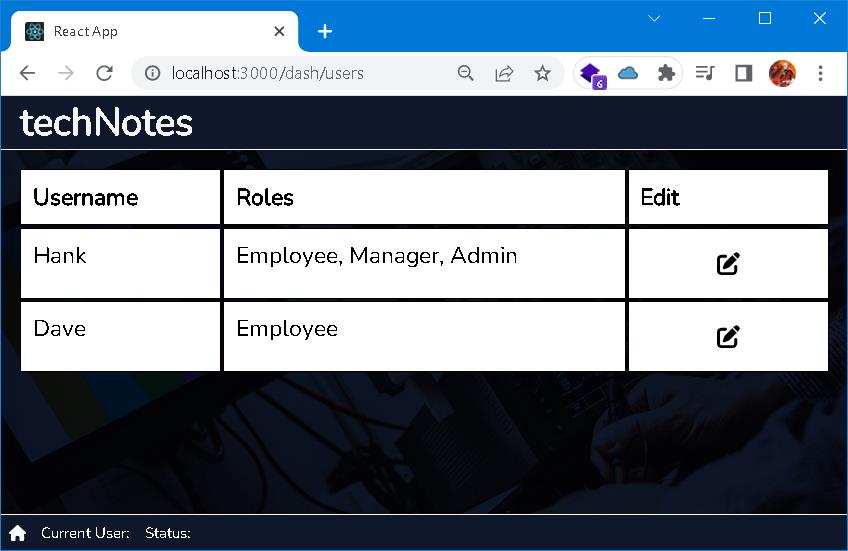 React App
localhost:3000/dash/users
6
techNotes
Username Roles Edit
Hank Employee, Manager, Admin
Dave Employee
Current User: Status: